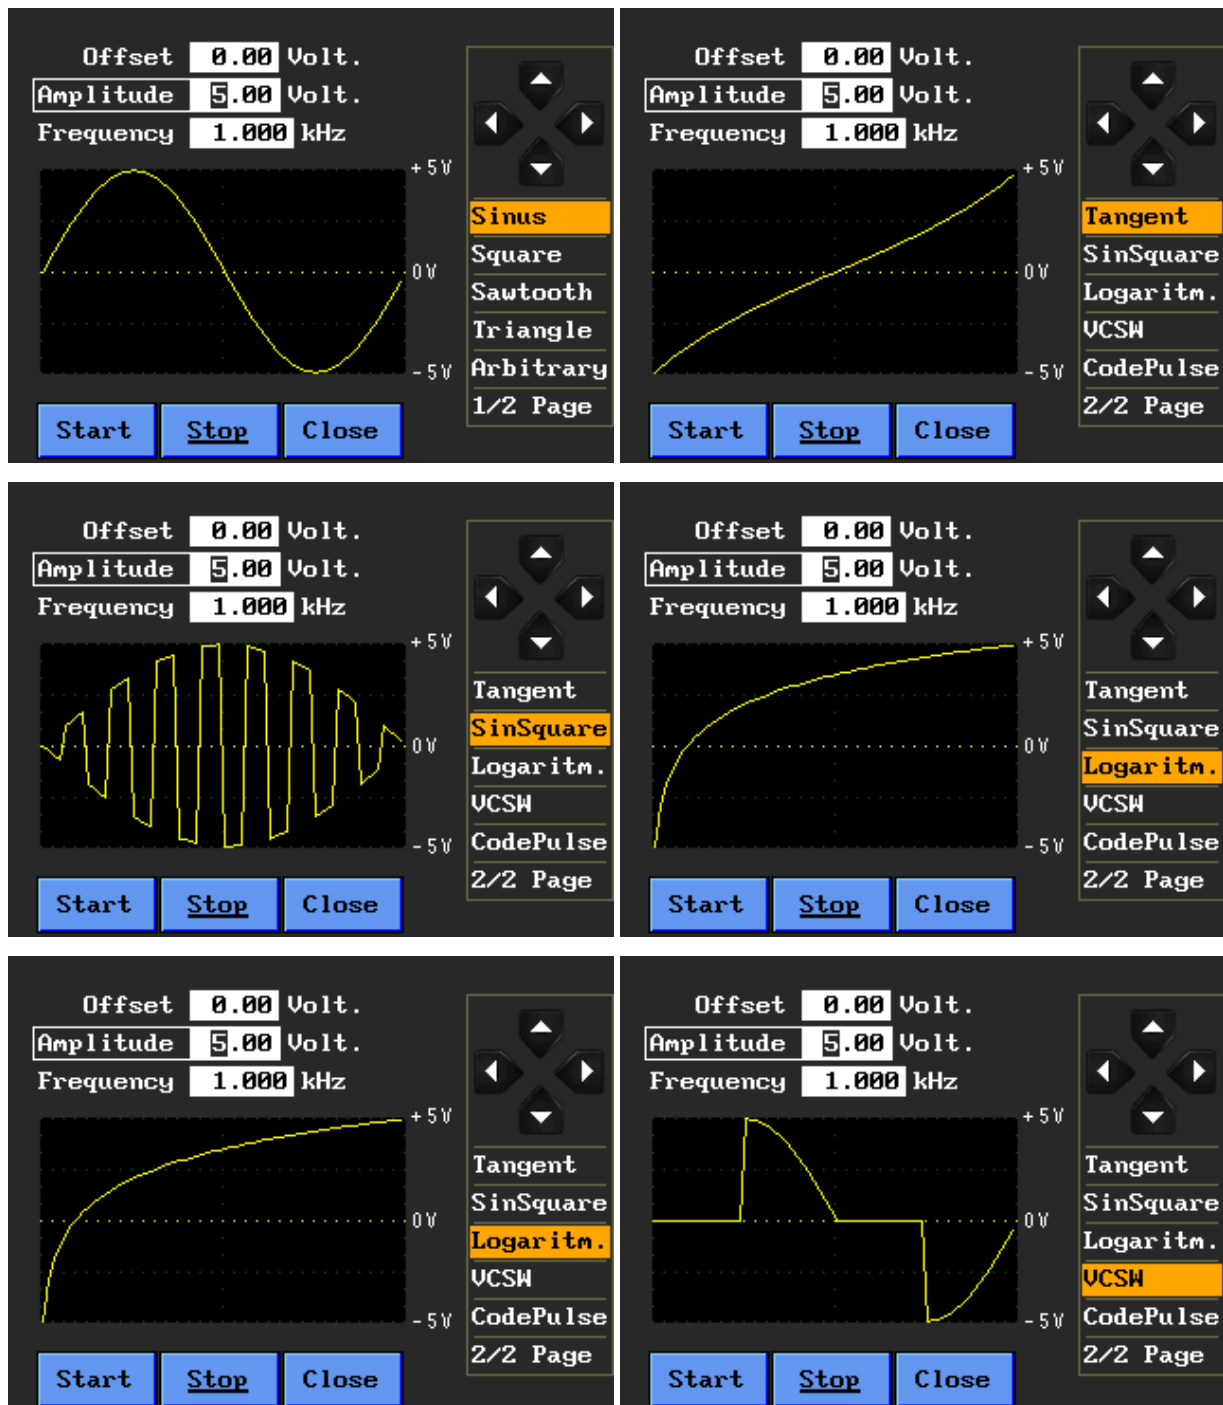 Offset 0.00 Volt.
Amplitude 5.00 Volt.
Frequency 1.000 kHz
+5V
0V
-5V
Sinus
Square
Sawtooth
Triangle
Arbitrary
1/2 Page
Start Stop Close
Offset 0.00 Volt.
Amplitude 5.00 Volt.
Frequency 1.000 kHz
+5V
0V
-5V
Tangent
SinSquare
Logaritm.
VCSW
CodePulse
2/2 Page
Start Stop Close
Offset 0.00 Volt.
Amplitude 5.00 Volt.
Frequency 1.000 kHz
+5V
0V
-5V
Tangent
SinSquare
Logaritm.
VCSW
CodePulse
2/2 Page
Start Stop Close
Offset 0.00 Volt.
Amplitude 5.00 Volt.
Frequency 1.000 kHz
+5V
0V
-5V
Tangent
SinSquare
Logaritm.
VCSW
CodePulse
2/2 Page
Start Stop Close
Offset 0.00 Volt.
Amplitude 5.00 Volt.
Frequency 1.000 kHz
+5V
0V
-5V
Tangent
SinSquare
Logaritm.
VCSW
CodePulse
2/2 Page
Start Stop Close
Offset 0.00 Volt.
Amplitude 5.00 Volt.
Frequency 1.000 kHz
+5V
0V
-5V
Tangent
SinSquare
Logaritm.
VCSW
CodePulse
2/2 Page
Start Stop Close